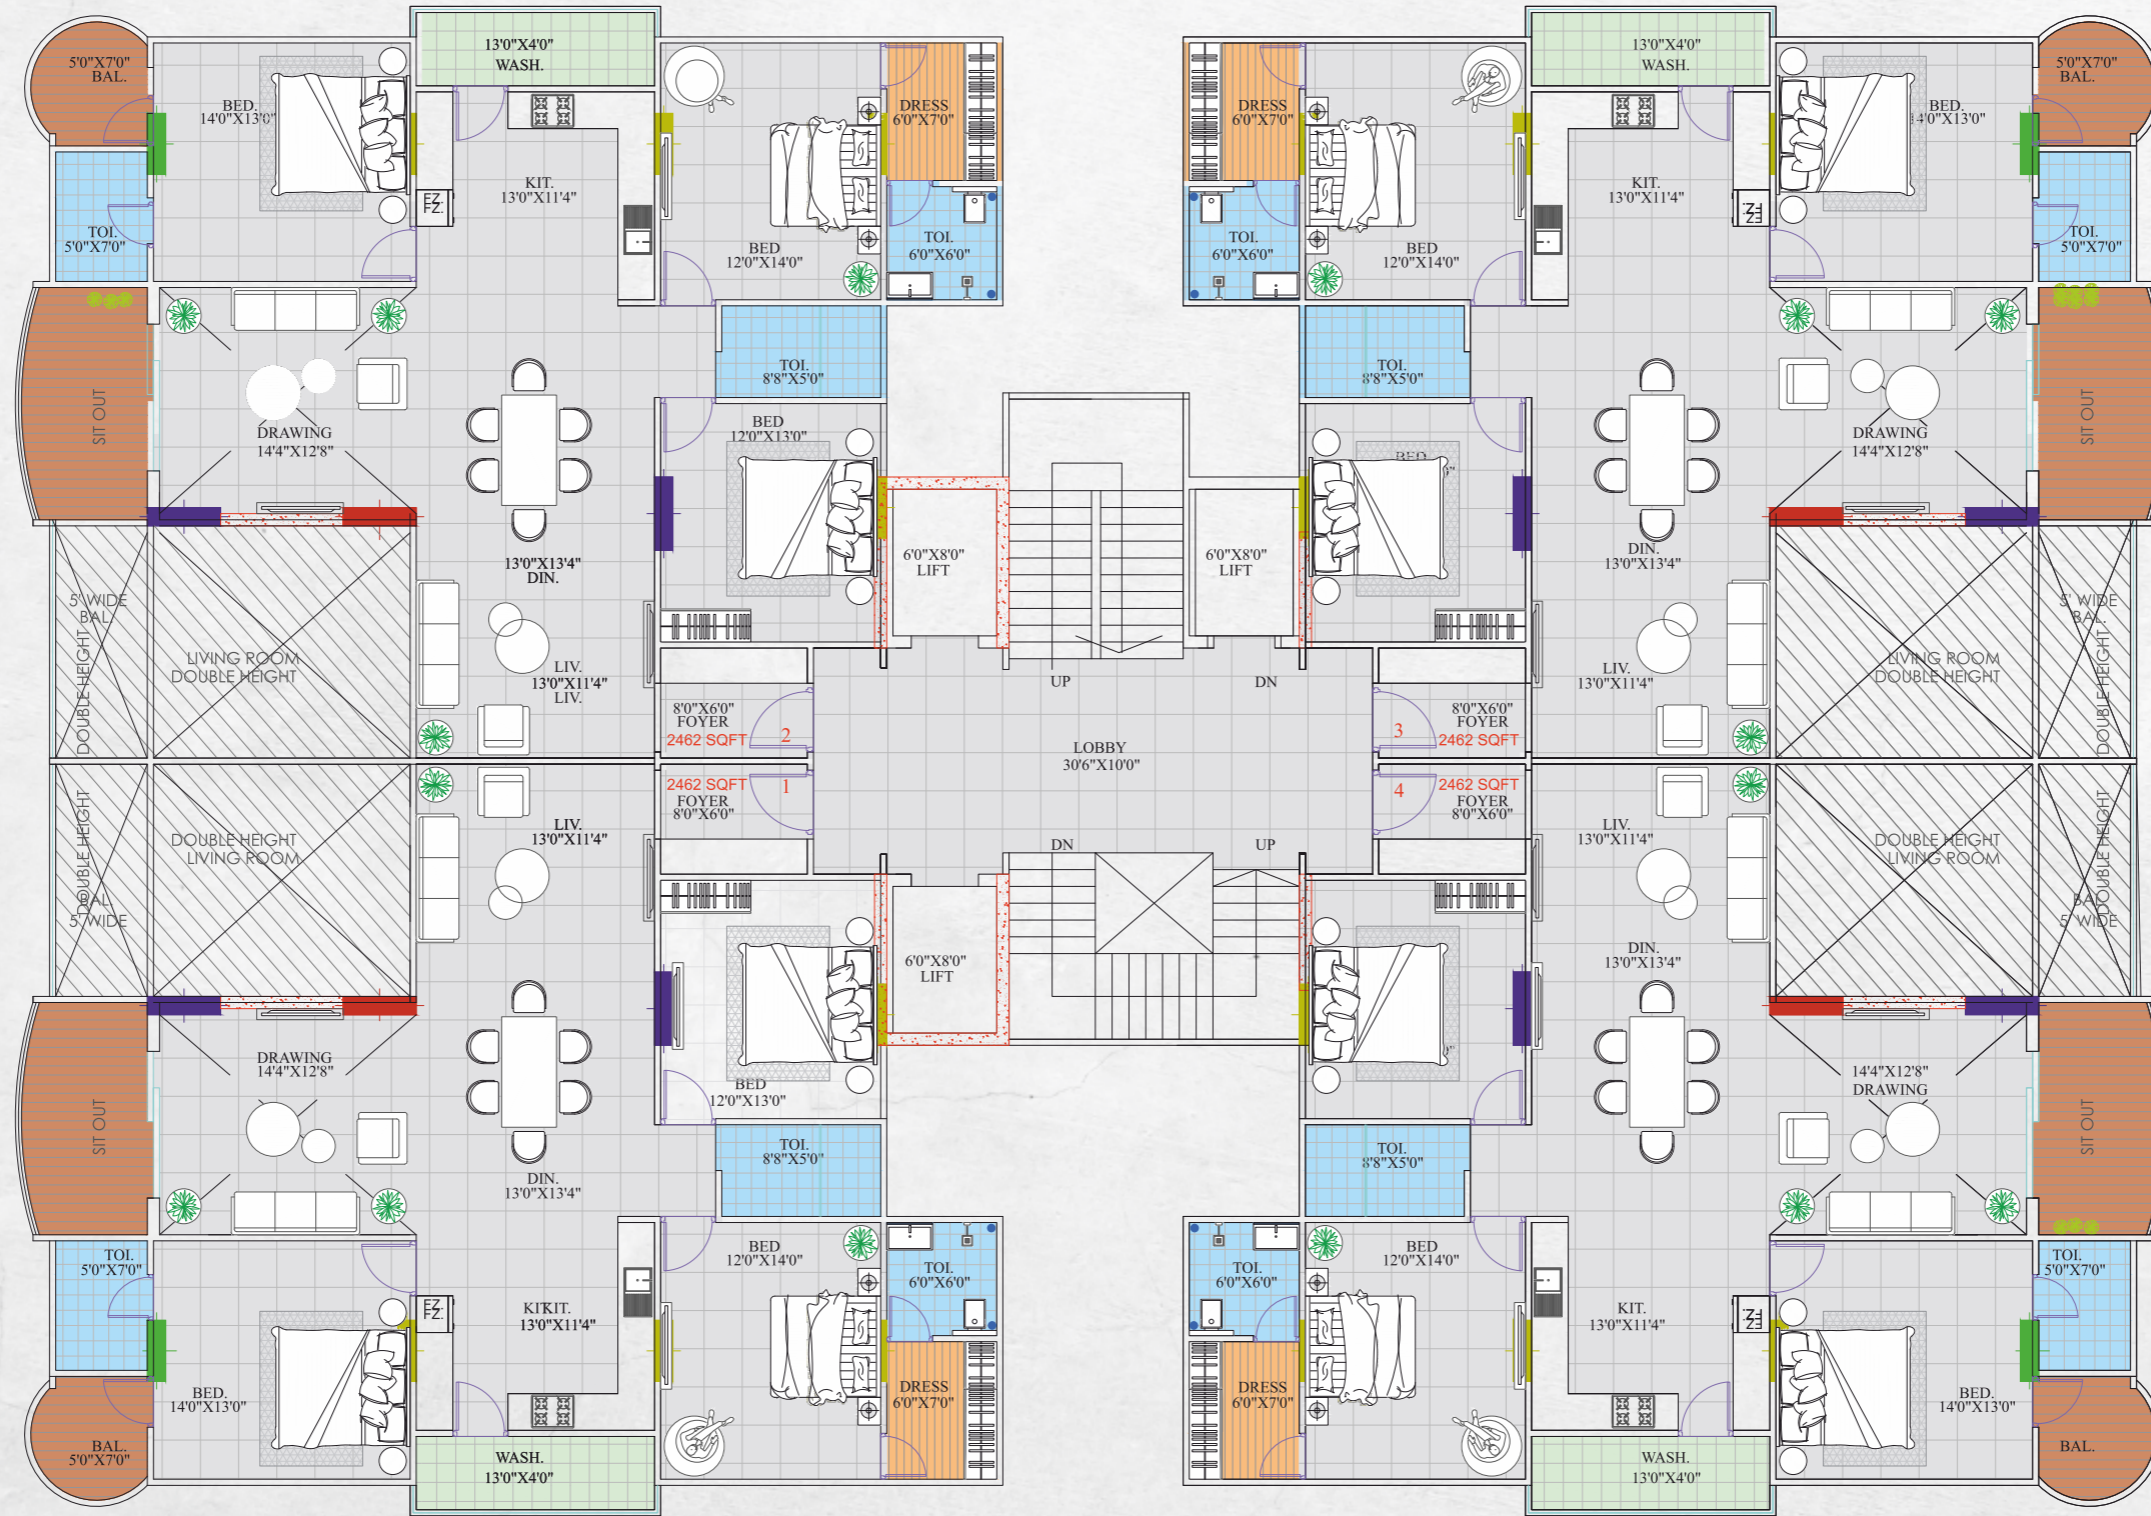 5'0"X7'0"
BAL.
BED.
14'0"X13'0"
13'0"X4'0"
WASH.
KIT.
13'0"X11'4"
FZ.
FZ.
TOI.
5'0"X7'0"
BED
12'0"X14'0"
DRESS
6'0"X7'0"
TOI.
6'0"X6'0"
TOI.
8'8"X5'0"
SIT OUT
DRAWING
14'4"X12'8"
BED
12'0"X13'0"
13'0"X13'4"
DIN.
5' WIDE
BAL.
DOUBLE HEIGHT
LIVING ROOM
DOUBLE HEIGHT
LIV.
13'0"X11'4"
LIV.
8'0"X6'0"
FOYER
2462 SQFT
2
6'0"X8'0"
LIFT
6'0"X8'0"
LIFT
UP
DN
LOBBY
30'6"X10'0"
DN
UP
DRESS
6'0"X7'0"
TOI.
6'0"X6'0"
BED
12'0"X14'0"
TOI.
8'8"X5'0"
13'0"X4'0"
WASH.
KIT.
13'0"X11'4"
FZ.
BED.
14'0"X13'0"
5'0"X7'0"
BAL.
TOI.
5'0"X7'0"
BED
DIN.
13'0"X13'4"
DRAWING
14'4"X12'8"
SIT OUT
LIV.
13'0"X11'4"
LIVING ROOM
DOUBLE HEIGHT
5' WIDE
BAL.
DOUBLE HEIGHT
8'0"X6'0"
FOYER
3
2462 SQFT
2462 SQFT
1
FOYER
8'0"X6'0"
LIV.
13'0"X11'4"
DOUBLE HEIGHT
LIVING ROOM
DOUBLE HEIGHT
BAL.
5' WIDE
6'0"X8'0"
LIFT
DRAWING
14'4"X12'8"
SIT OUT
BED
12'0"X13'0"
TOI.
8'8"X5'0"
DIN.
13'0"X13'4"
TOI.
5'0"X7'0"
BED
12'0"X14'0"
TOI.
6'0"X6'0"
FZ.
FZ.
KIT.
KIT.
13'0"X11'4"
BED.
14'0"X13'0"
DRESS
6'0"X7'0"
BAL.
5'0"X7'0"
WASH.
13'0"X4'0"
2462 SQFT
4
FOYER
8'0"X6'0"
LIV.
13'0"X11'4"
DOUBLE HEIGHT
LIVING ROOM
DOUBLE HEIGHT
BAL.
5' WIDE
DIN.
13'0"X13'4"
14'4"X12'8"
DRAWING
SIT OUT
TOI.
8'8"X5'0"
TOI.
6'0"X6'0"
BED
12'0"X14'0"
TOI.
5'0"X7'0"
KIT.
13'0"X11'4"
FZ.
FZ.
DRESS
6'0"X7'0"
BED.
14'0"X13'0"
BAL.
WASH.
13'0"X4'0"